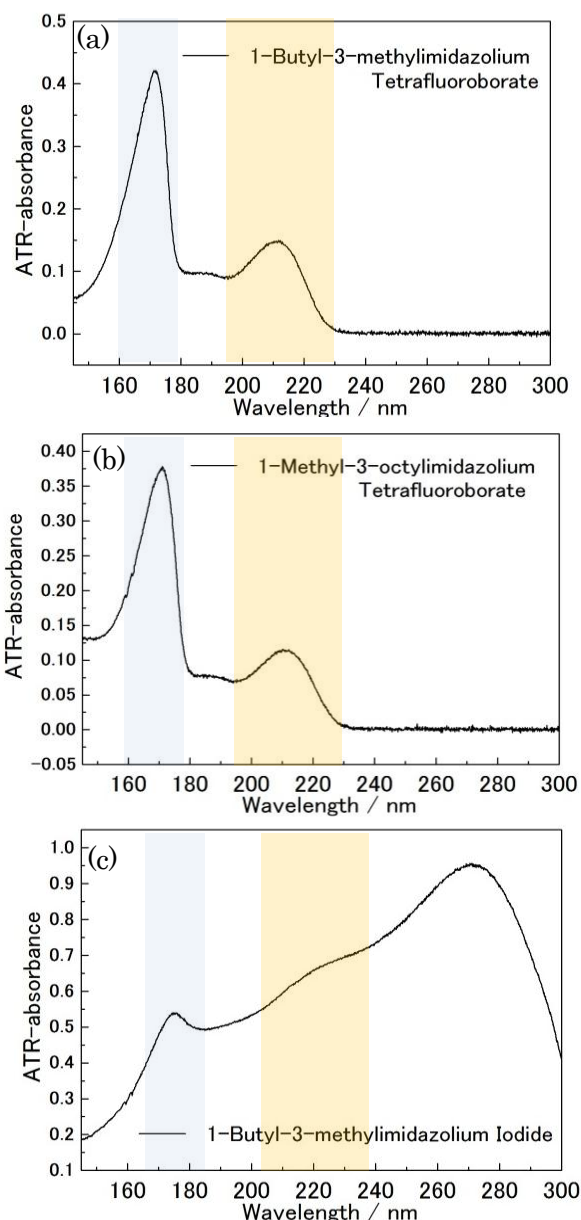 (a)
1-Butyl-3-methylimidazolium
Tetrafluoroborate
ATR-absorbance
0.5
0.4
0.3
0.2
0.1
0.0
160 180 200 220 240 260 280 300
Wavelength / nm
(b)
1-Methyl-3-octylimidazolium
Tetrafluoroborate
ATR-absorbance
0.40
0.35
0.30
0.25
0.20
0.15
0.10
0.05
0.00
-0.05
160 180 200 220 240 260 280 300
Wavelength / nm
(c)
ATR-absorbance
1.0
0.9
0.8
0.7
0.6
0.5
0.4
0.3
0.2
0.1
1-Butyl-3-methylimidazolium Iodide
160 180 200 220 240 260 280 300
Wavelength / nm